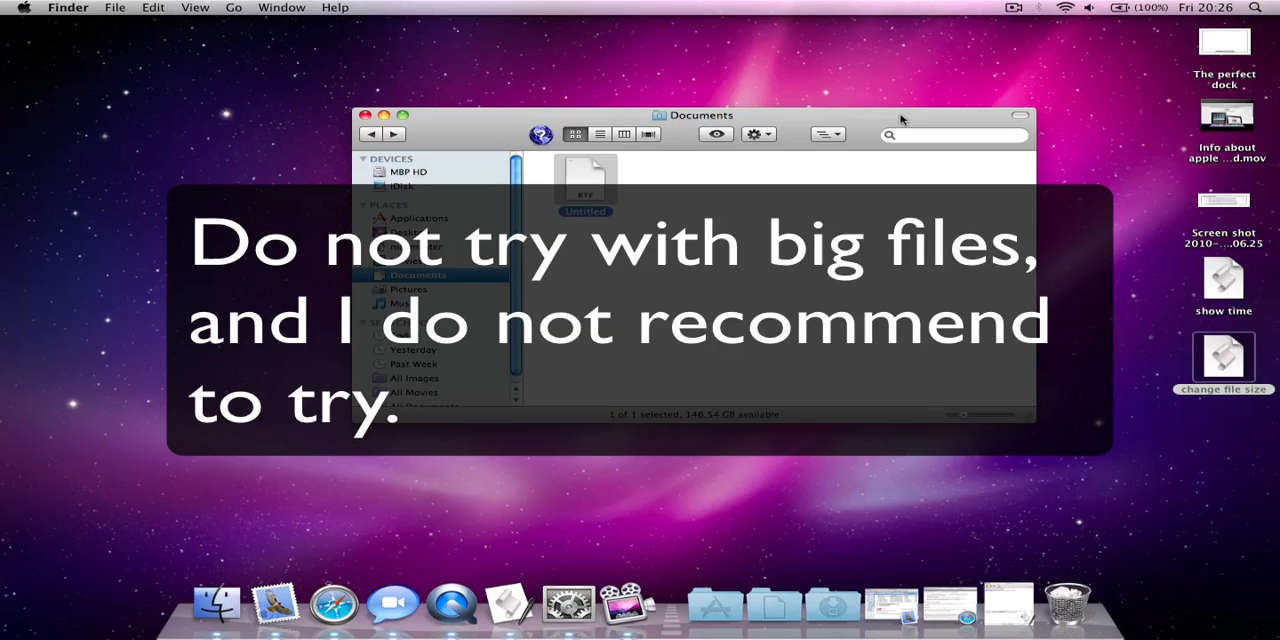 Finder File Edit View Go Window Help
(100%) Fri 20:26
The perfect
dock
Info about
apple ...d.mov
Screen shot
2010-....06.25
show time
change file size
Documents
DEVICES
MBP HD
iDisk
PLACES
Applications
Documents
Pictures
Yesterday
Past Week
All Images
All Movies
RTF
Untitled
1 of 1 selected, 146.54 GB available
Do not try with big files,
and I do not recommend
to try.